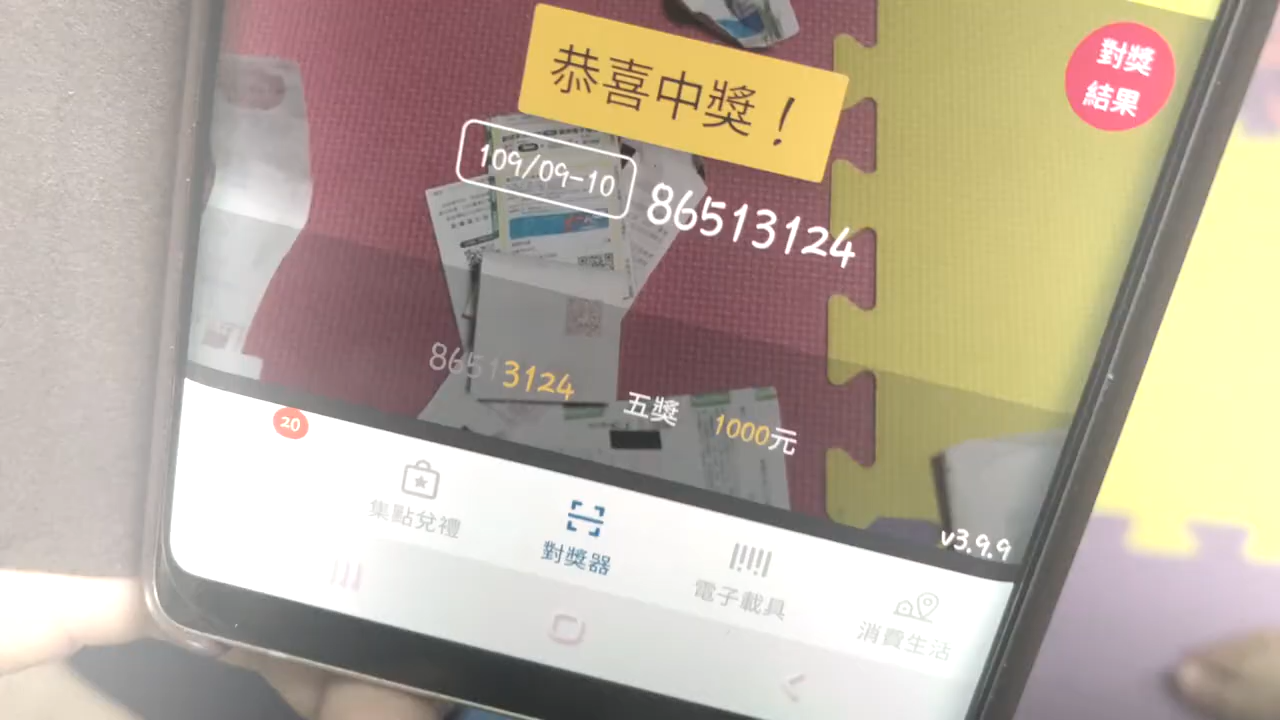 恭喜中獎！
對獎
結果
109/09-10
86513124
86513124
五獎
1000元
20
v3.9.9
集點兌禮
對獎器
電子載具
消費生活